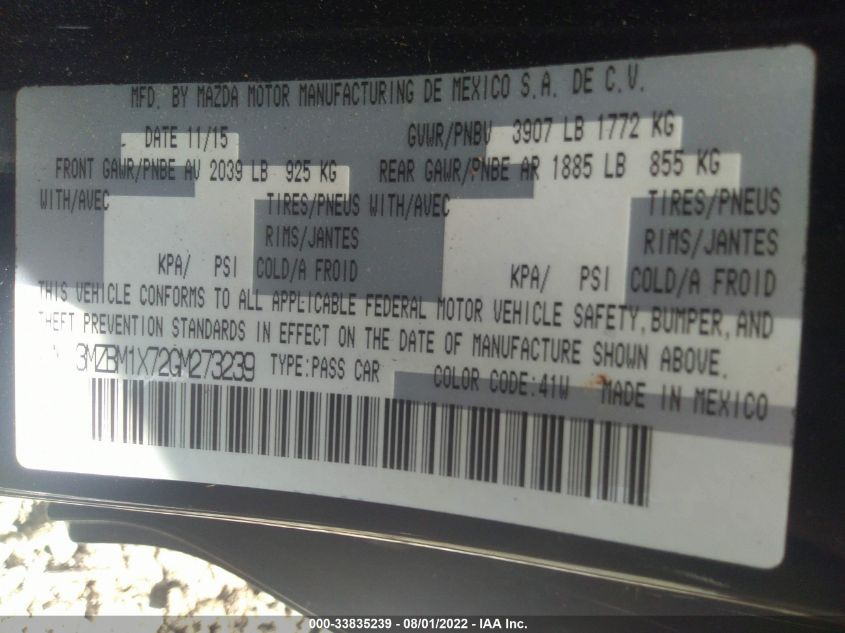 MFD. BY MAZDA MOTOR MANUFACTURING DE MEXICO S.A. DE C.V.
DATE 11/15 GVWR/PNBV 3907 LB 1772 KG
FRONT GAWR/PNBE AV 2039 LB 925 KG REAR GAWR/PNBE AR 1885 LB 855 KG
WITH/AVEC TIRES/PNEUS WITH/AVEC TIRES/PNEUS
RIMS/JANTES RIMS/JANTES
KPA/ PSI COLD/A FROID KPA/ PSI COLD/A FROID
THIS VEHICLE CONFORMS TO ALL APPLICABLE FEDERAL MOTOR VEHICLE SAFETY, BUMPER, AND
THEFT PREVENTION STANDARDS IN EFFECT ON THE DATE OF MANUFACTURE SHOWN ABOVE.
3MZBM1X72GM273239 TYPE:PASS CAR COLOR CODE:41W MADE IN MEXICO
000-33835239 - 08/01/2022 - IAA Inc.